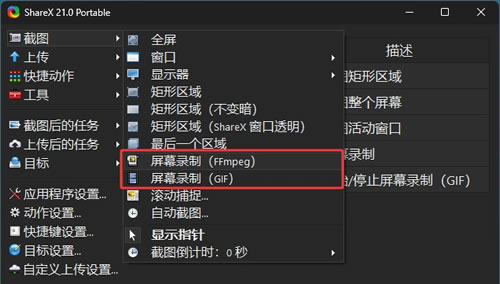 ShareX 21.0 Portable
截图
上传
快捷动作
工具
截图后的任务
上传后的任务
目标
应用程序设置...
动作设置...
快捷键设置...
目标设置...
自定义上传设置...
全屏
窗口
显示器
矩形区域
矩形区域（不变暗）
矩形区域（ShareX 窗口透明）
最后一个区域
屏幕录制（FFmpeg）
屏幕录制（GIF）
滚动捕捉...
自动截图...
显示指针
截图倒计时：0 秒
描述
矩形区域
整个屏幕
活动窗口
录制
/停止屏幕录制（GIF）